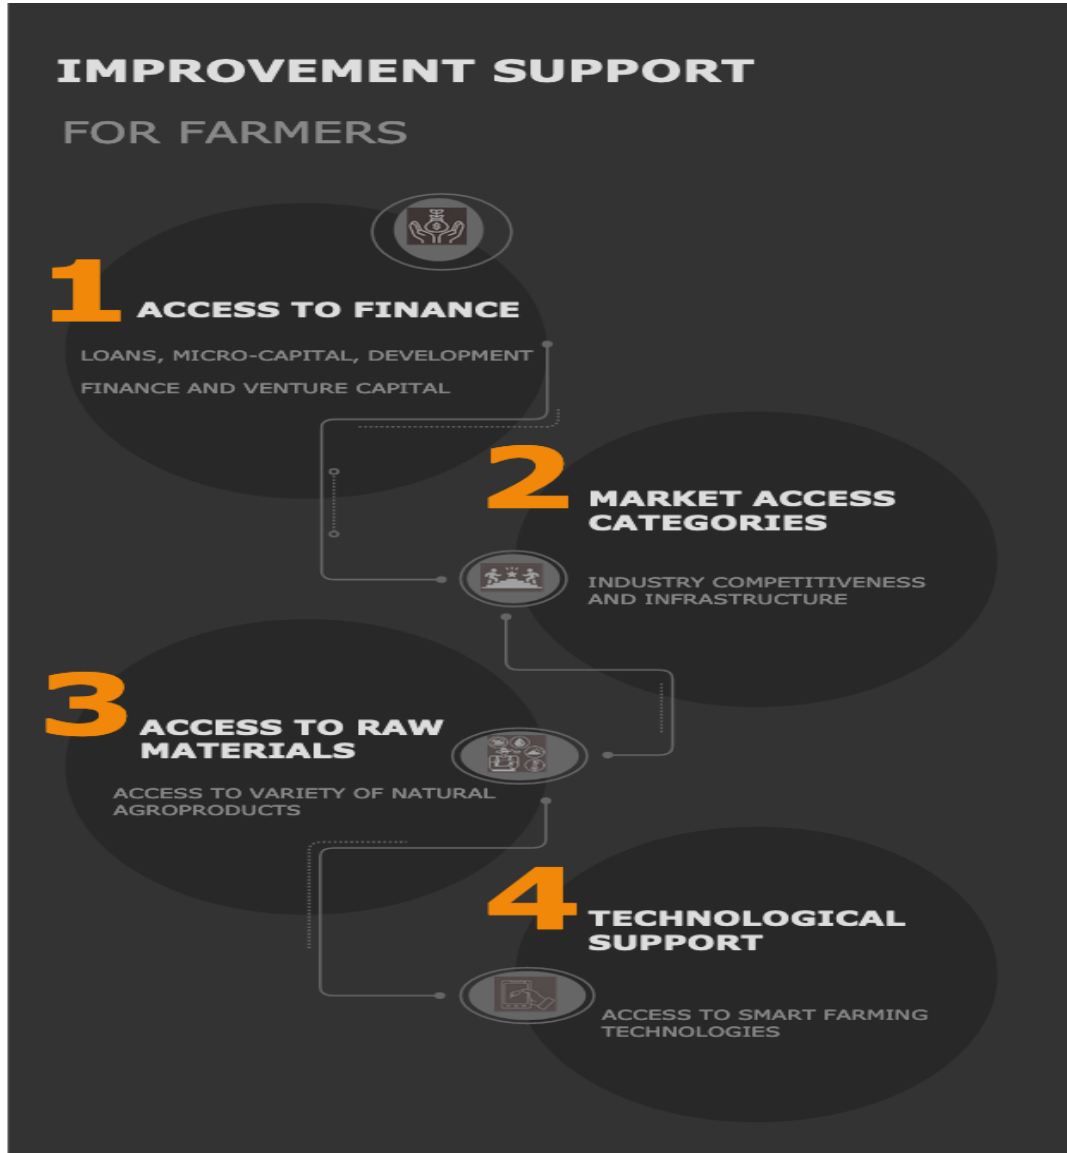 IMPROVEMENT SUPPORT
FOR FARMERS
1
ACCESS TO FINANCE
LOANS, MICRO-CAPITAL, DEVELOPMENT
FINANCE AND VENTURE CAPITAL
2
MARKET ACCESS
CATEGORIES
INDUSTRY COMPETITIVENESS
AND INFRASTRUCTURE
3
ACCESS TO RAW
MATERIALS
ACCESS TO VARIETY OF NATURAL
AGROPRODUCTS
4
TECHNOLOGICAL
SUPPORT
ACCESS TO SMART FARMING
TECHNOLOGIES